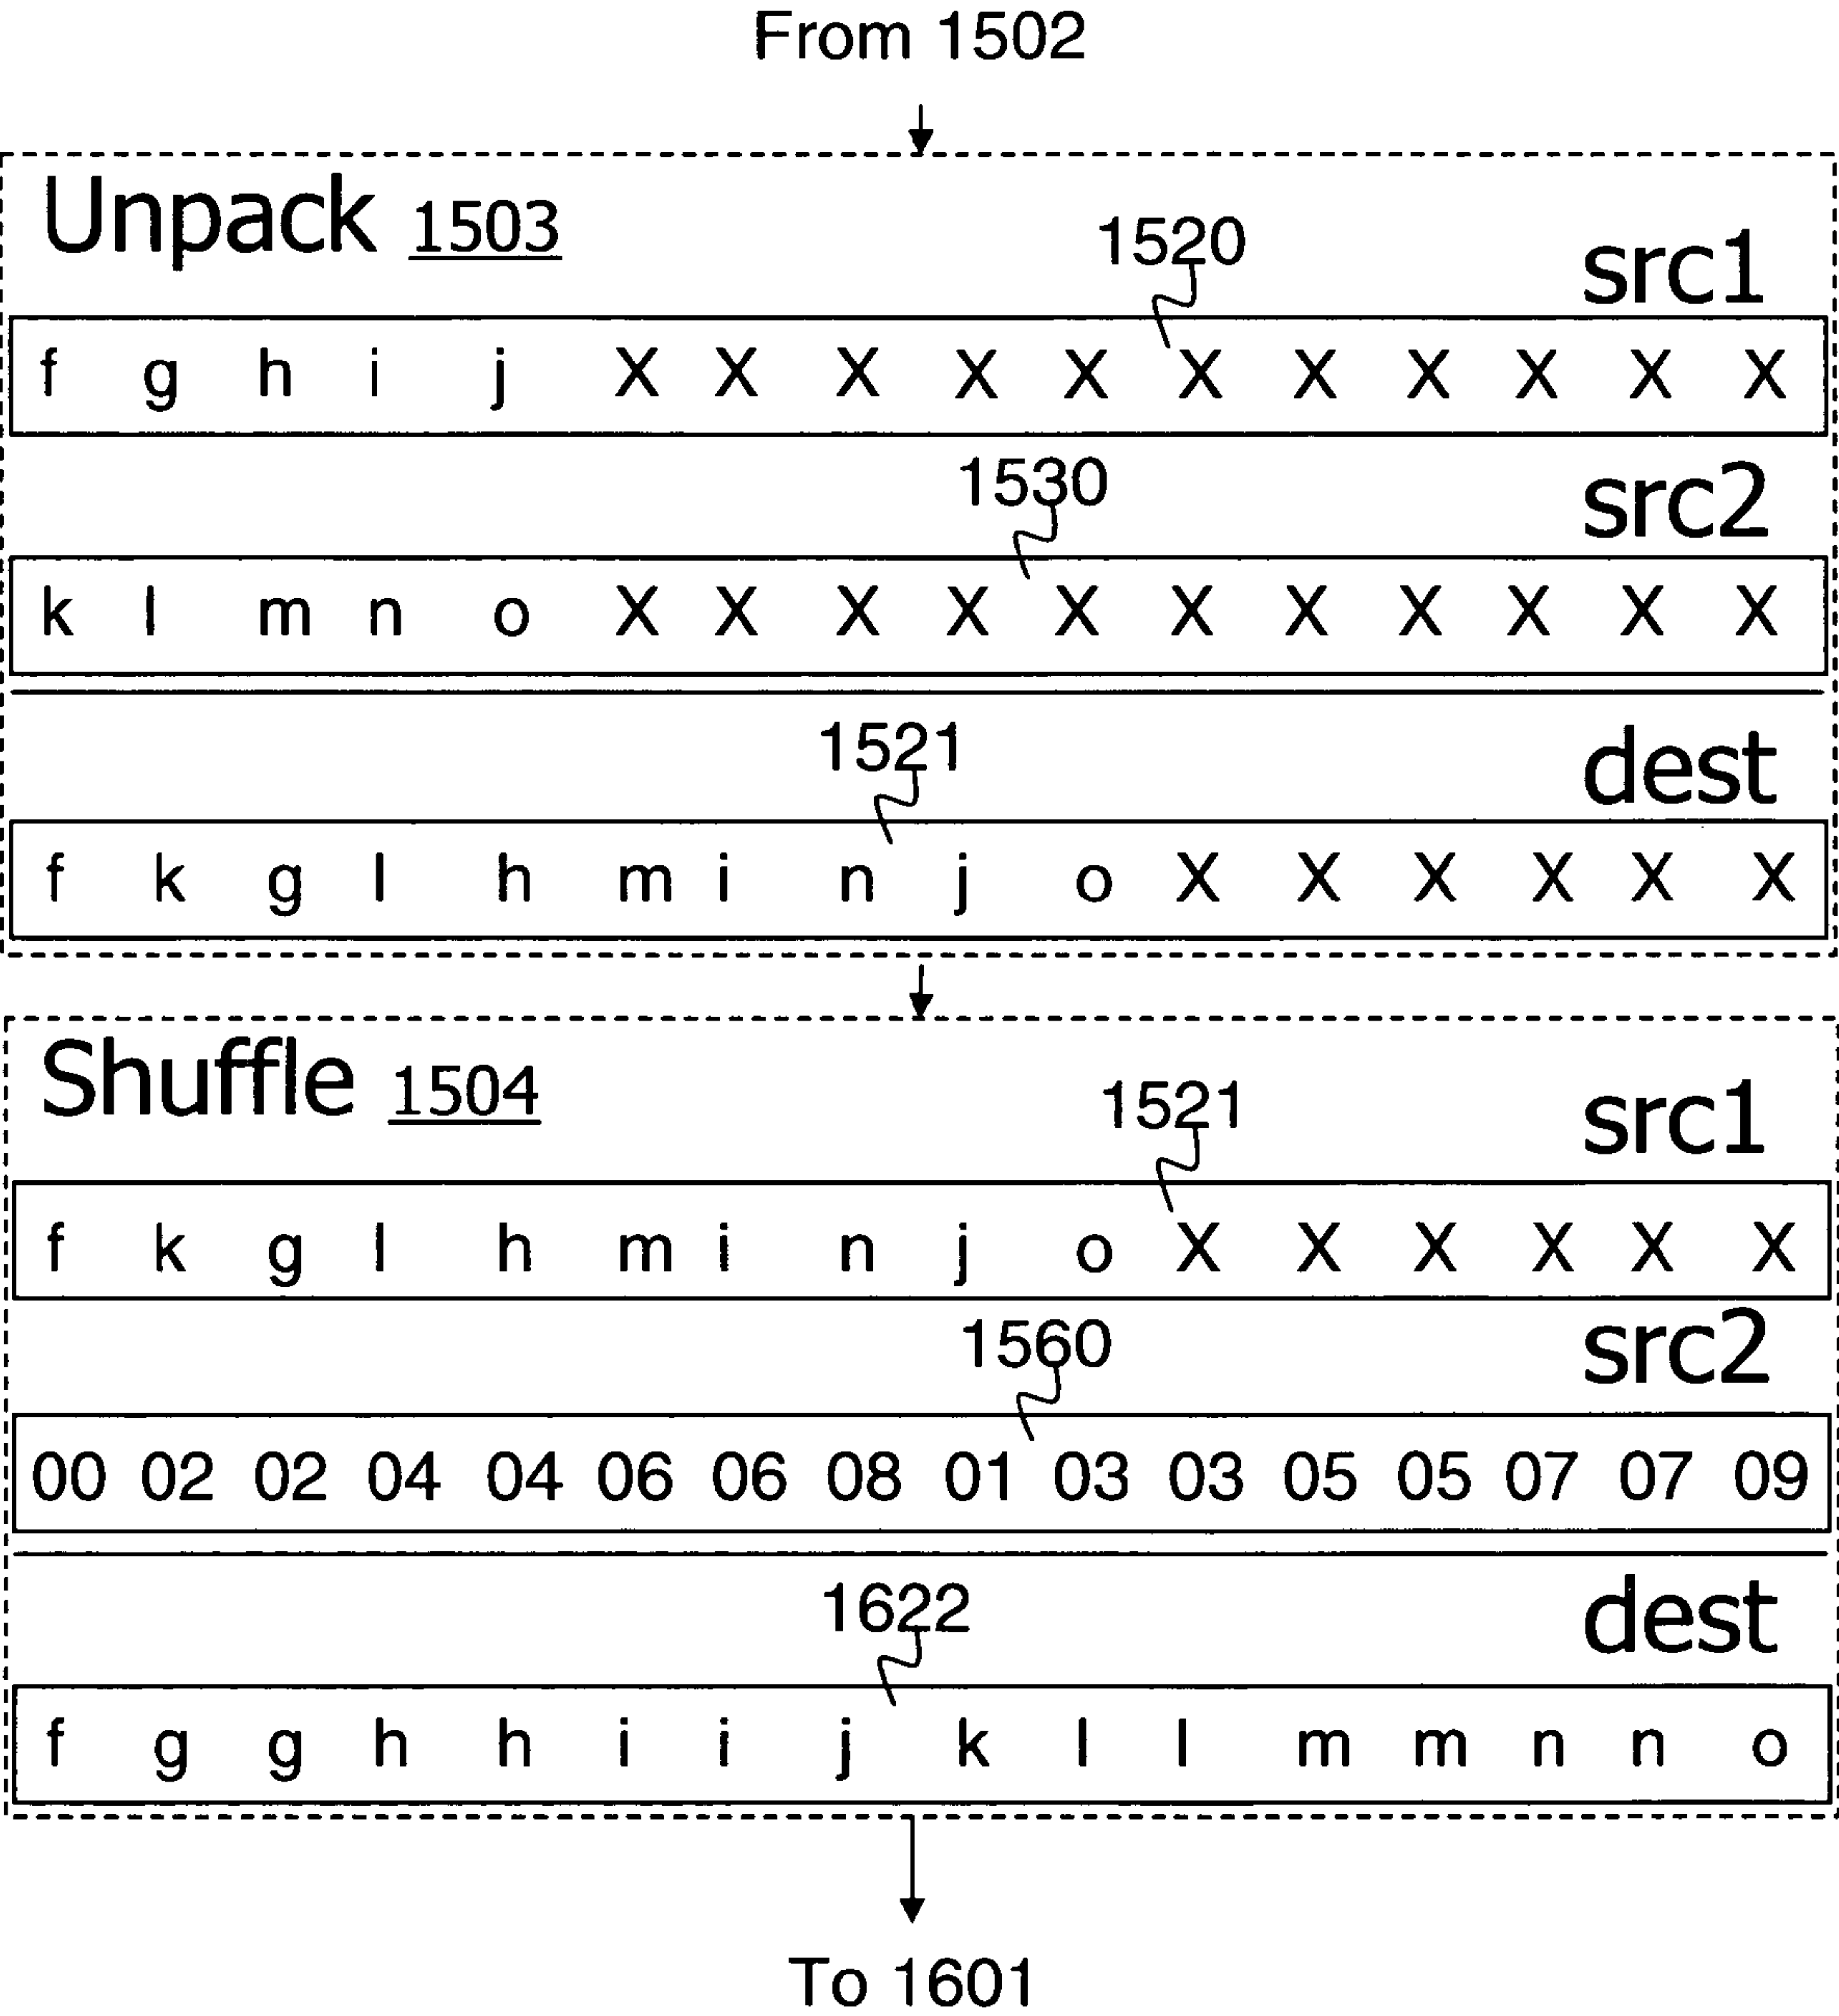 From 1502
Unpack 1503
1520
src1
f g h i j X X X X X X X X X X X
1530
src2
k l m n o X X X X X X X X X X X
1521
dest
f k g l h m i n j o X X X X X X
Shuffle 1504
1521
src1
f k g l h m i n j o X X X X X X
1560
src2
00 02 02 04 04 06 06 08 01 03 03 05 05 07 07 09
1622
dest
f g g h h i i j k l l m m n n o
To 1601